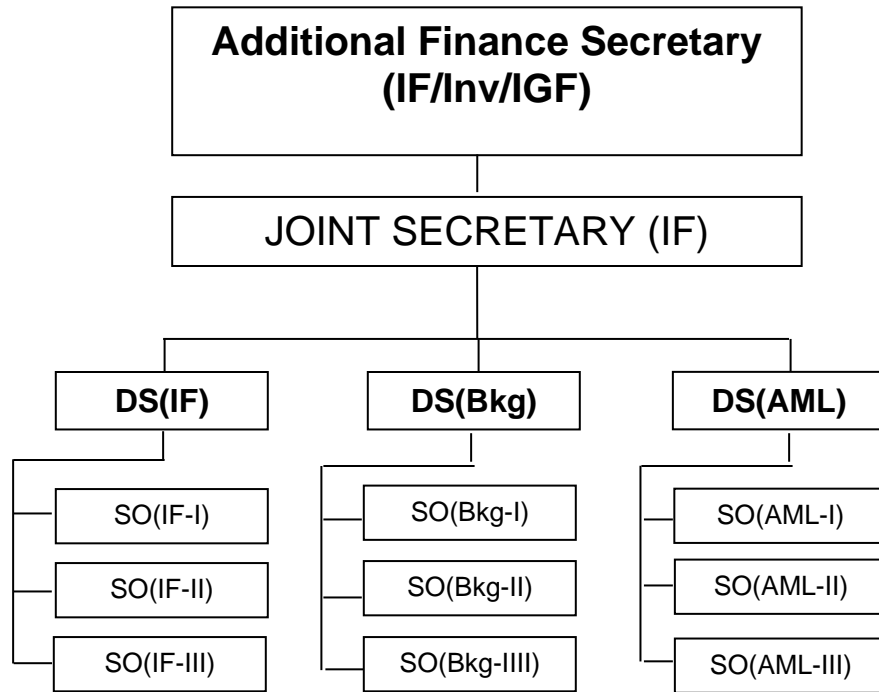 Additional Finance Secretary
(IF/Inv/IGF)
JOINT SECRETARY (IF)
DS(IF)
DS(Bkg)
DS(AML)
SO(IF-I)
SO(Bkg-I)
SO(AML-I)
SO(IF-II)
SO(Bkg-II)
SO(AML-II)
SO(IF-III)
SO(Bkg-IIII)
SO(AML-III)